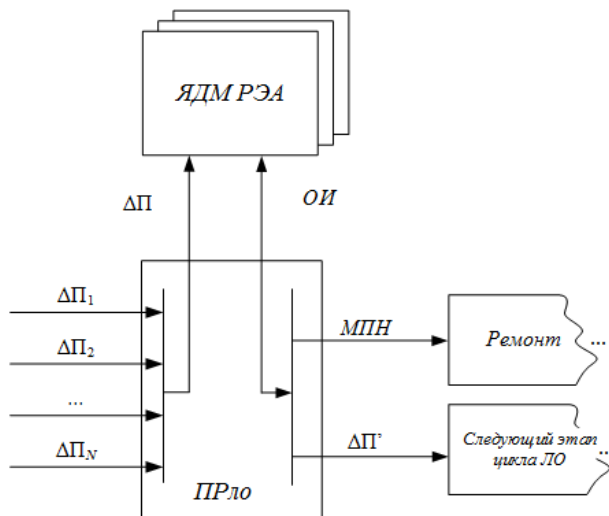 ЯДМ РЭА
ΔП
ОИ
ΔП₁
ΔП₂
...
ΔПN
МПН
ΔП’
ПРло
Ремонт
...
Следующий этап
цикла ЛО
...